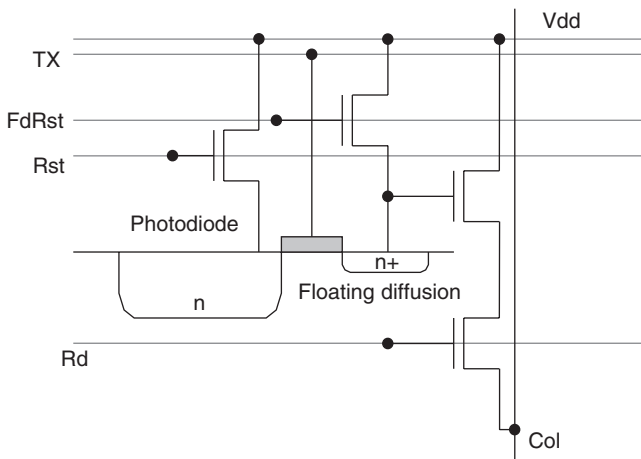 Vdd
TX
FdRst
Rst
Photodiode
n+
n
Floating diffusion
Rd
Col